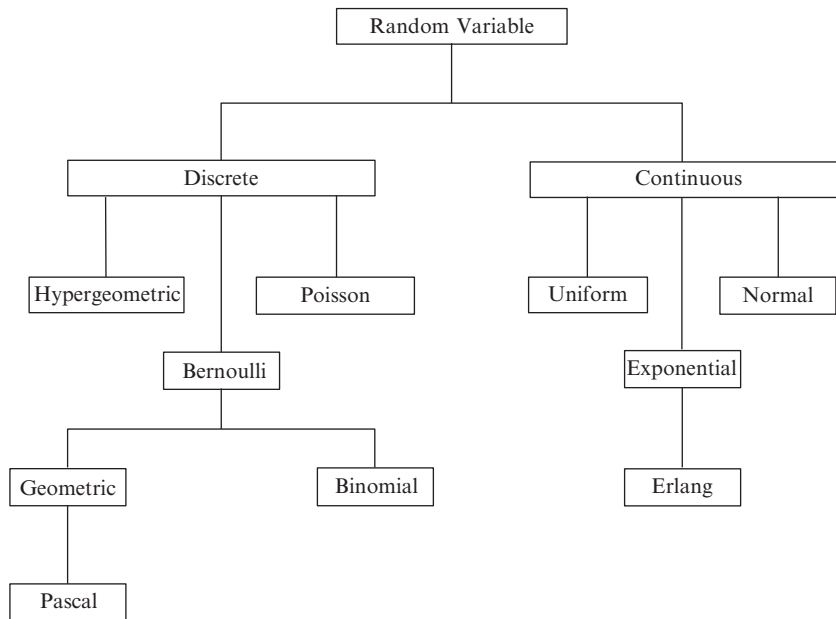 Random Variable
Discrete
Continuous
Hypergeometric
Poisson
Uniform
Normal
Bernoulli
Exponential
Geometric
Binomial
Erlang
Pascal